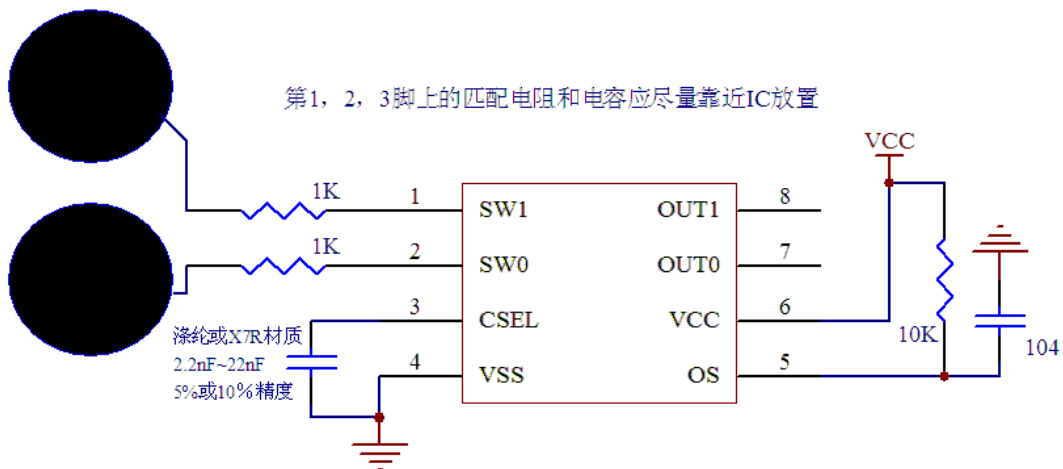 第1，2，3脚上的匹配电阻和电容应尽量靠近IC放置
VCC
1K
1
SW1
OUT1
8
1K
2
SW0
OUT0
7
3
CSEL
VCC
6
10K
104
涤纶或X7R材质
2.2nF~22nF
5%或10%精度
4
VSS
OS
5